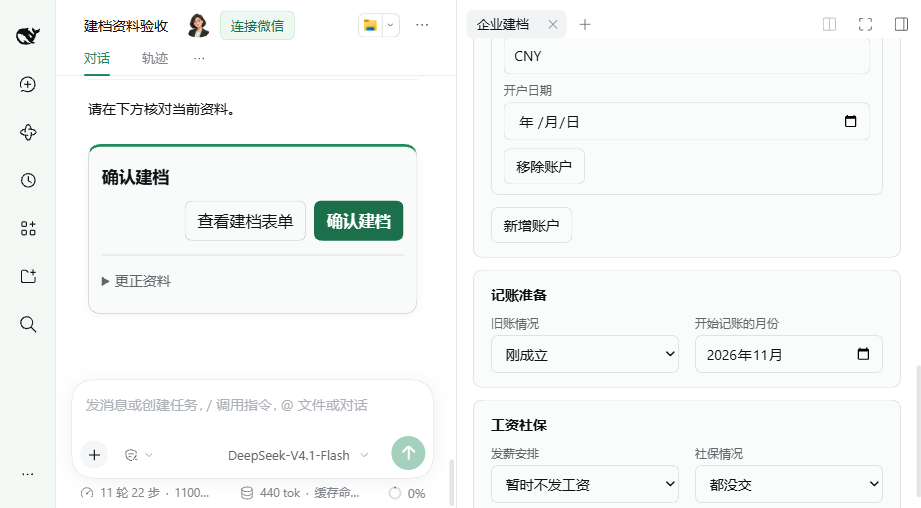 建档资料验收
连接微信
对话
轨迹
...
请在下方核对当前资料。
确认建档
查看建档表单
确认建档
更正资料
发消息或创建任务, / 调用指令, @ 文件或对话
DeepSeek-V4.1-Flash
11 轮 22 步 · 1100...
440 tok · 缓存命...
0%
企业建档
CNY
开户日期
年 /月/日
移除账户
新增账户
记账准备
旧账情况
开始记账的月份
刚成立
2026年11月
工资社保
发薪安排
社保情况
暂时不发工资
都没交